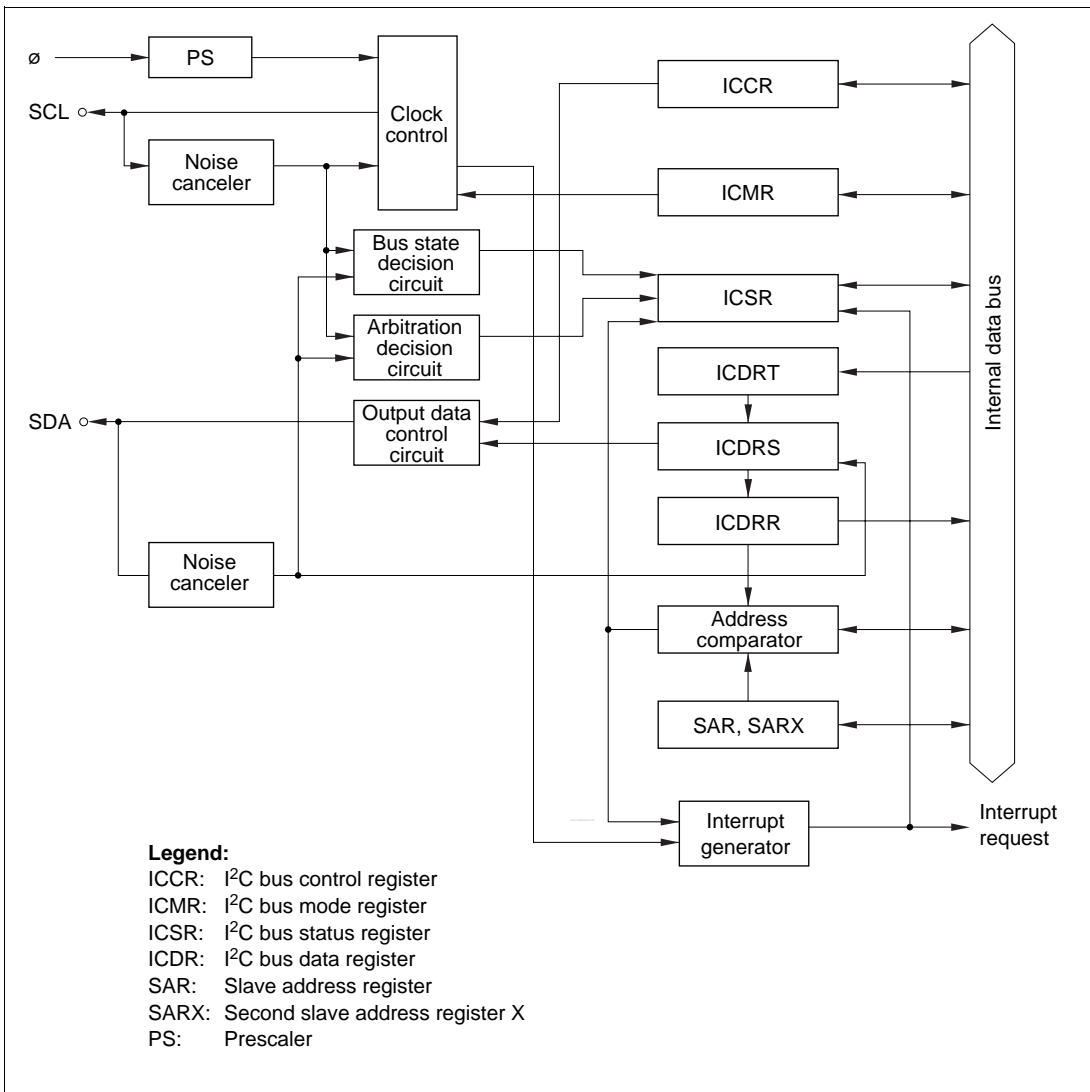 ø
PS
SCL
Clock
control
Noise
canceler
ICCR
ICMR
Bus state
decision
circuit
ICSR
Arbitration
decision
circuit
ICDRT
SDA
Output data
control
circuit
ICDRS
ICDRR
Noise
canceler
Address
comparator
SAR, SARX
Internal data bus
Interrupt
generator
Interrupt
request
Legend:
ICCR: I²C bus control register
ICMR: I²C bus mode register
ICSR: I²C bus status register
ICDR: I²C bus data register
SAR: Slave address register
SARX: Second slave address register X
PS: Prescaler